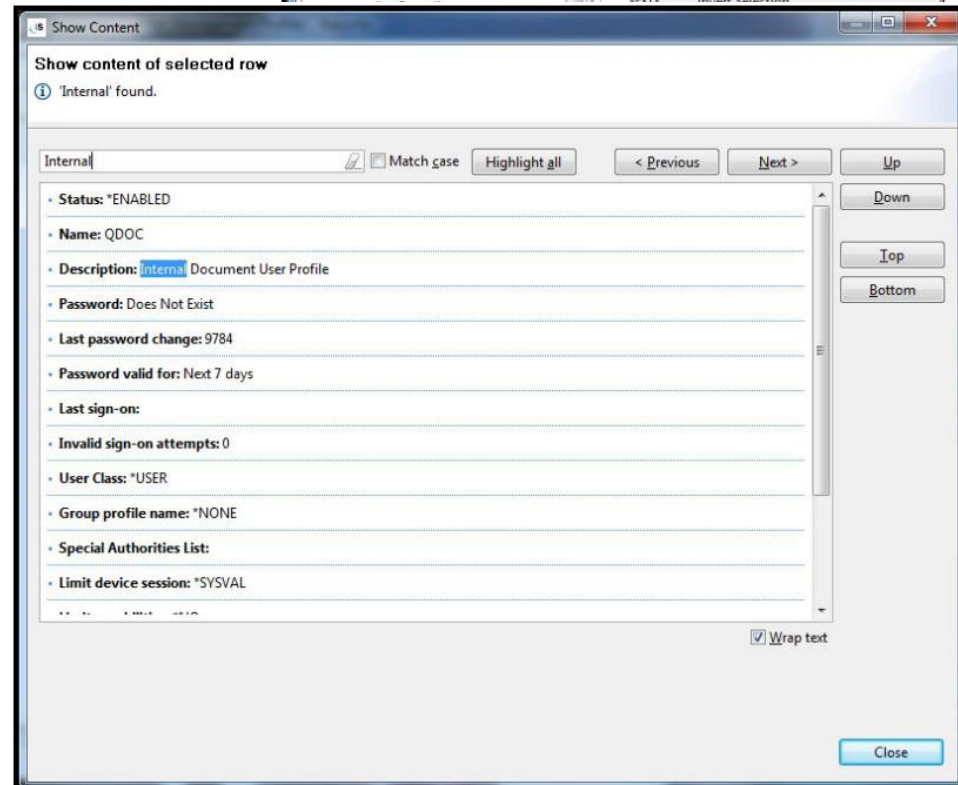 iS Show Content
Show content of selected row
'Internal' found.
Internal Match case Highlight all < Previous Next > Up
Status: *ENABLED Down
Name: QDOC
Description: Internal Document User Profile Top
Password: Does Not Exist Bottom
Last password change: 9784
Password valid for: Next 7 days
Last sign-on:
Invalid sign-on attempts: 0
User Class: *USER
Group profile name: *NONE
Special Authorities List:
Limit device session: *SYSVAL
Wrap text
Close